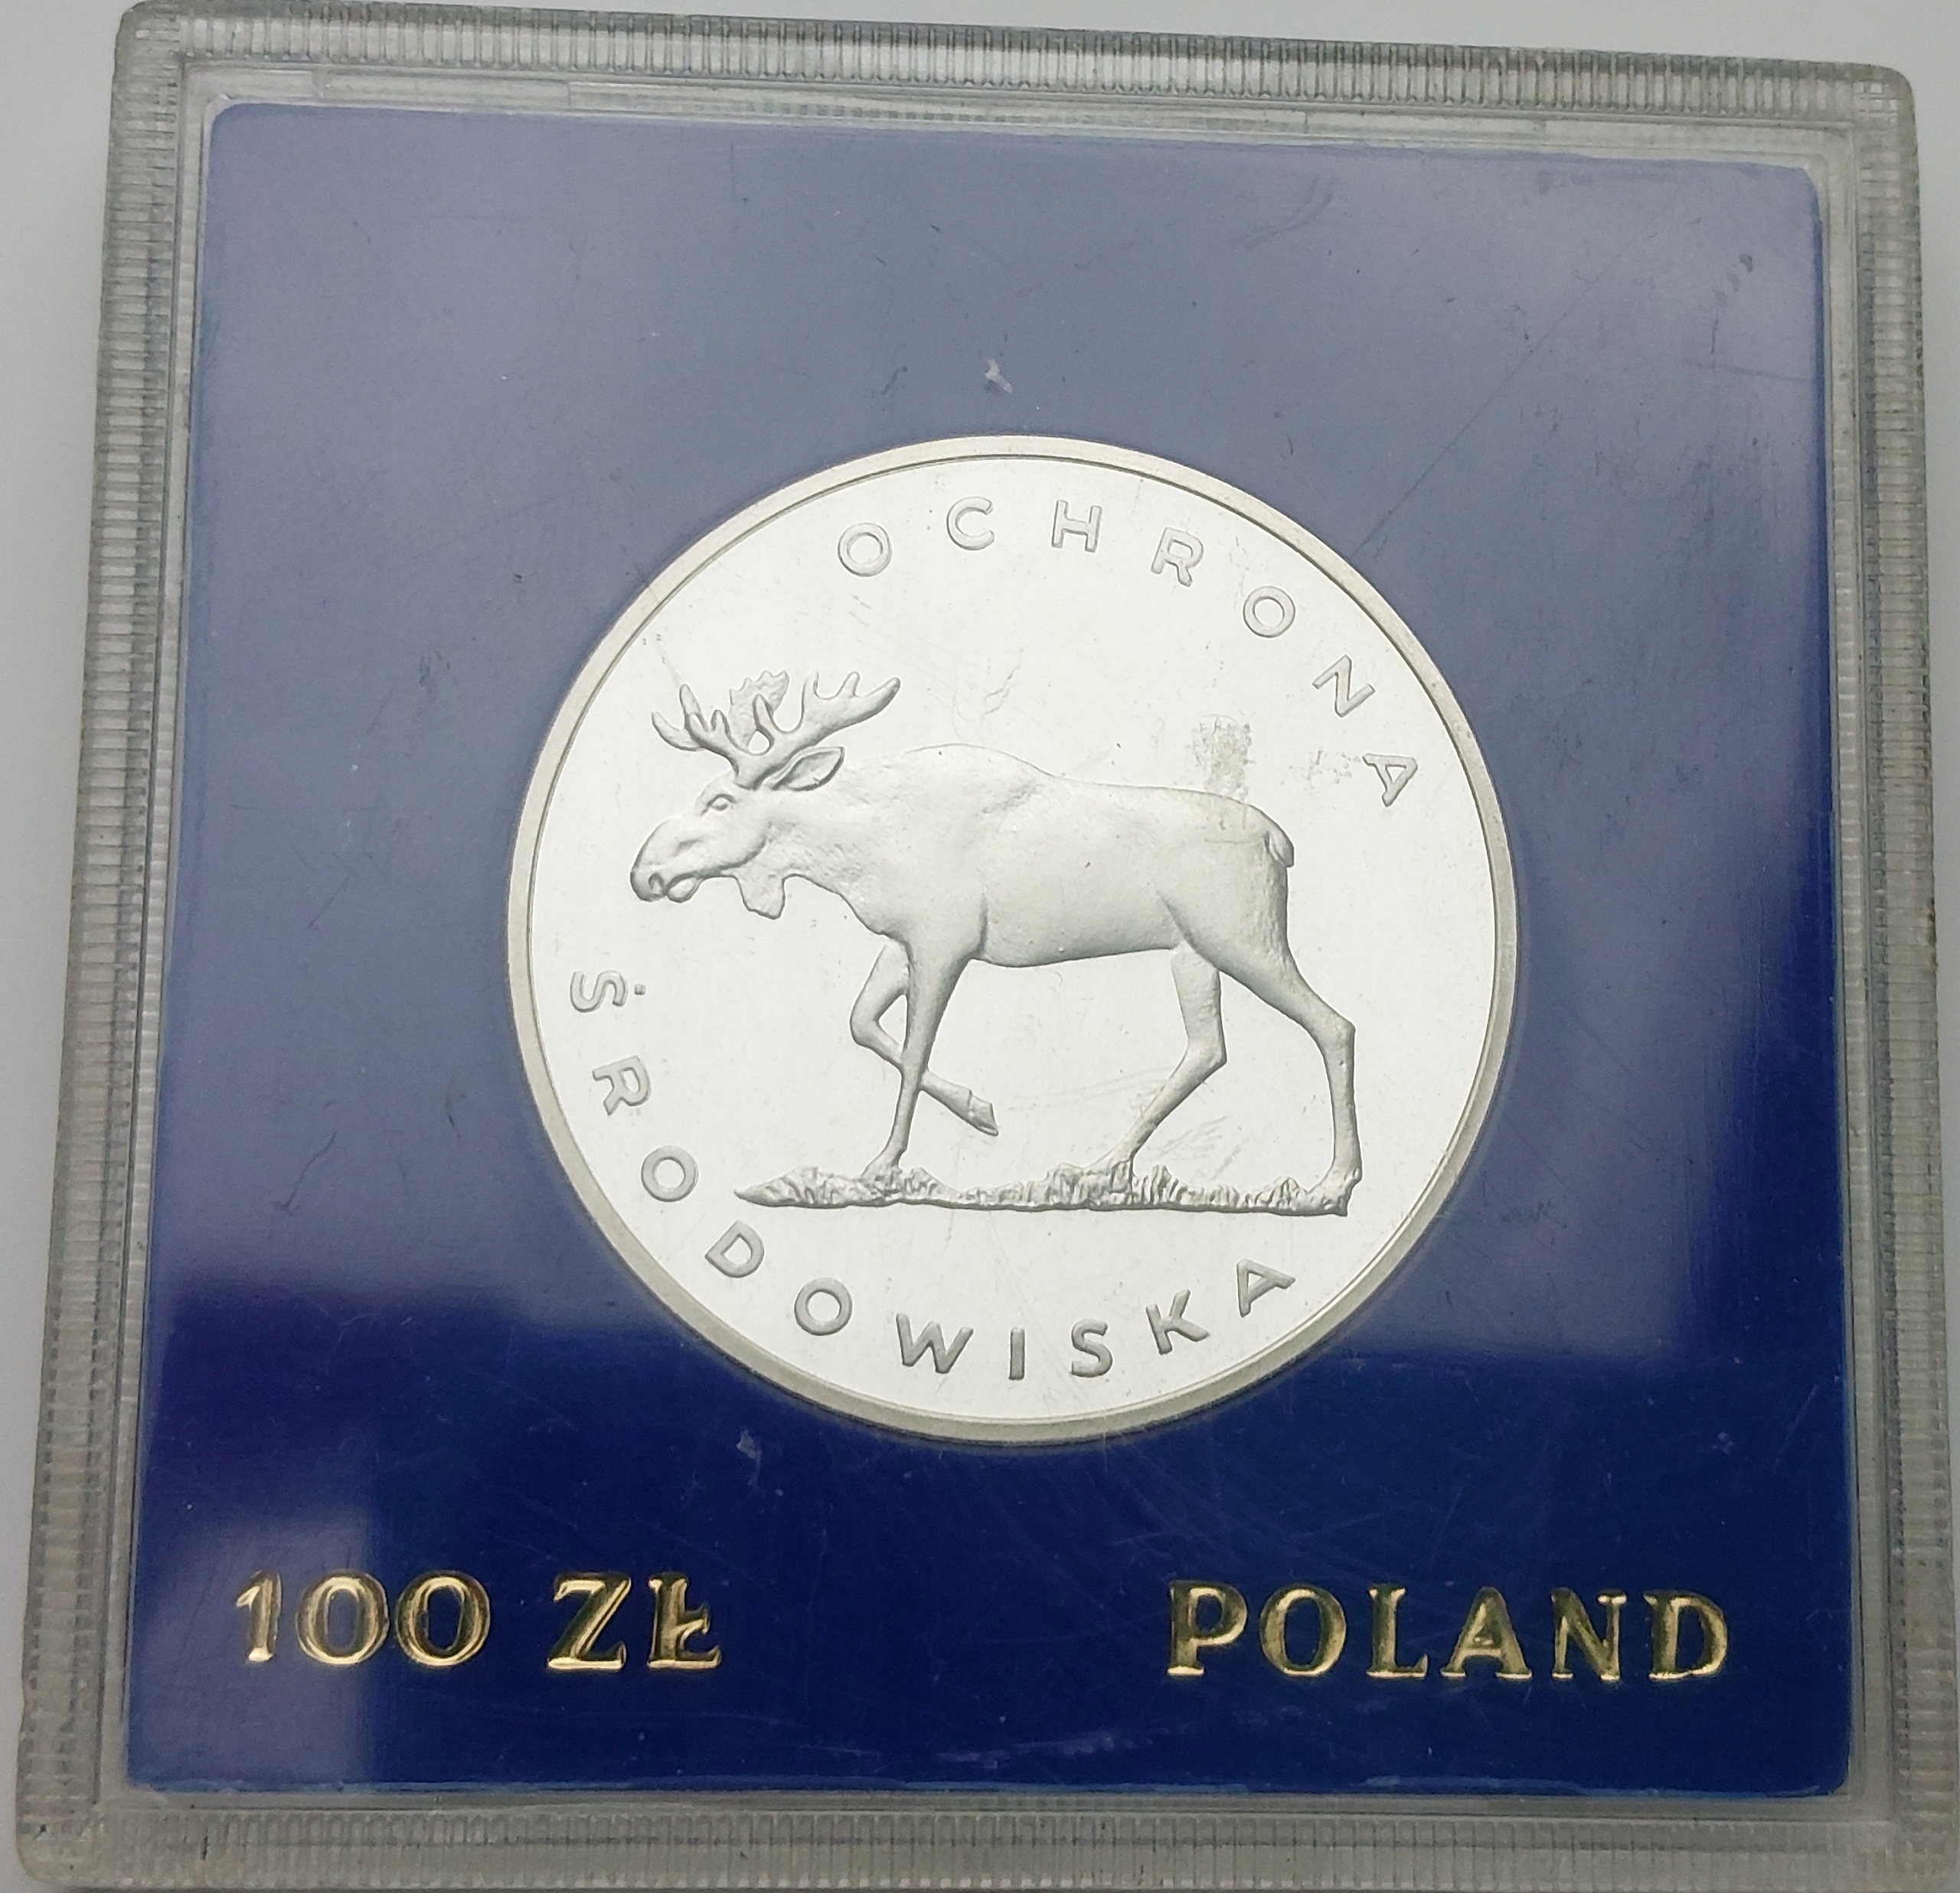 OCHRONA
ŚRODOWISKA
100 ZŁ
POLAND